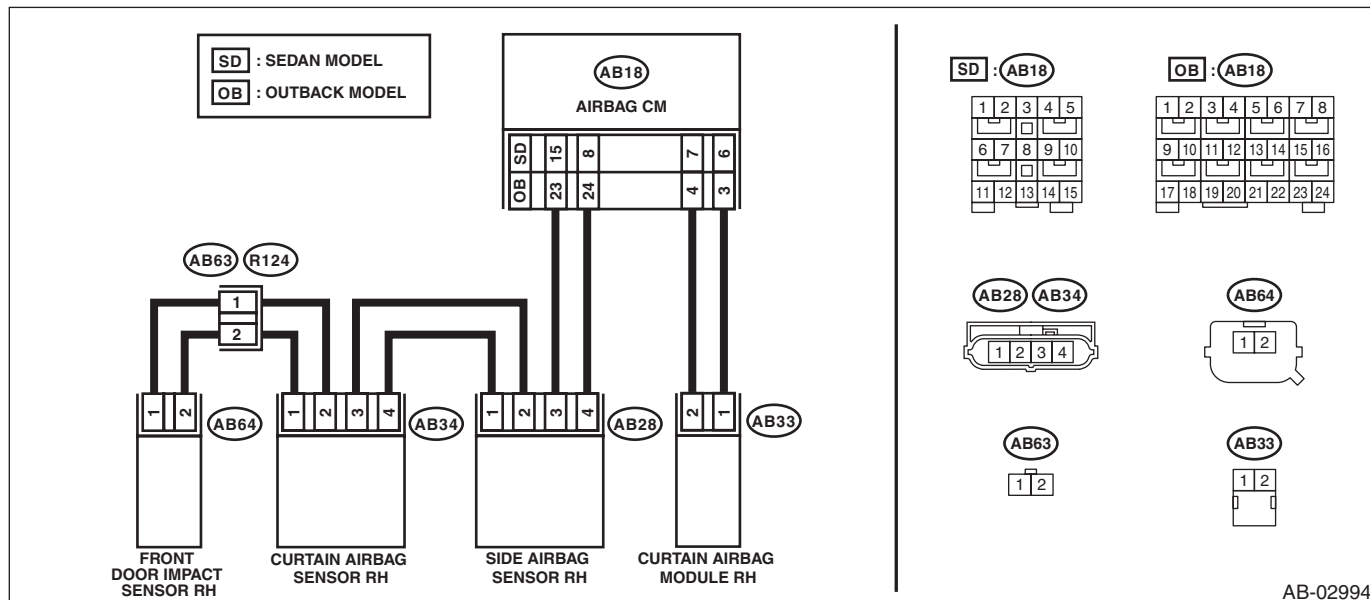 SD : SEDAN MODEL
OB : OUTBACK MODEL
AB18
AIRBAG CM
SD 15 8 7 6
OB 23 24 4 3
AB63 R124
1
2
1 2
AB64
1 2 3 4
AB34
1 2 3 4
AB28
2 1
AB33
FRONT
DOOR IMPACT
SENSOR RH
CURTAIN AIRBAG
SENSOR RH
SIDE AIRBAG
SENSOR RH
CURTAIN AIRBAG
MODULE RH
SD : AB18
1 2 3 4 5
6 7 8 9 10
11 12 13 14 15
OB : AB18
1 2 3 4 5 6 7 8
9 10 11 12 13 14 15 16
17 18 19 20 21 22 23 24
AB28 AB34
1 2 3 4
AB64
1 2
AB63
1 2
AB33
1 2
AB-02994